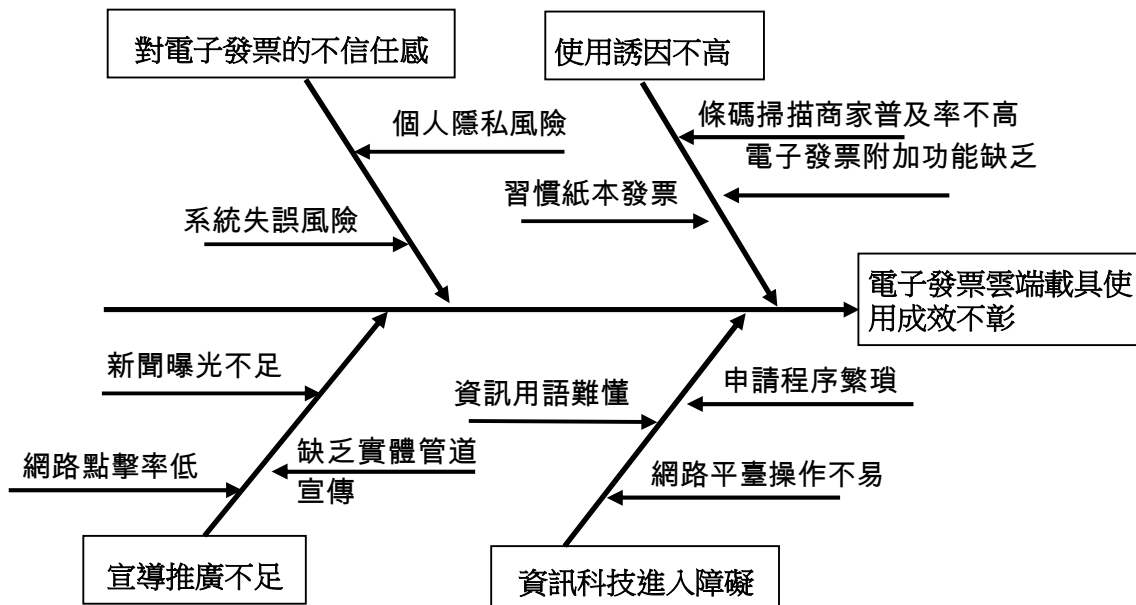 對電子發票的不信任感
使用誘因不高
個人隱私風險
條碼掃描商家普及率不高
電子發票附加功能缺乏
習慣紙本發票
系統失誤風險
電子發票雲端載具使
用成效不彰
新聞曝光不足
資訊用語難懂
申請程序繁瑣
網路點擊率低
缺乏實體管道
宣傳
網路平臺操作不易
宣導推廣不足
資訊科技進入障礙